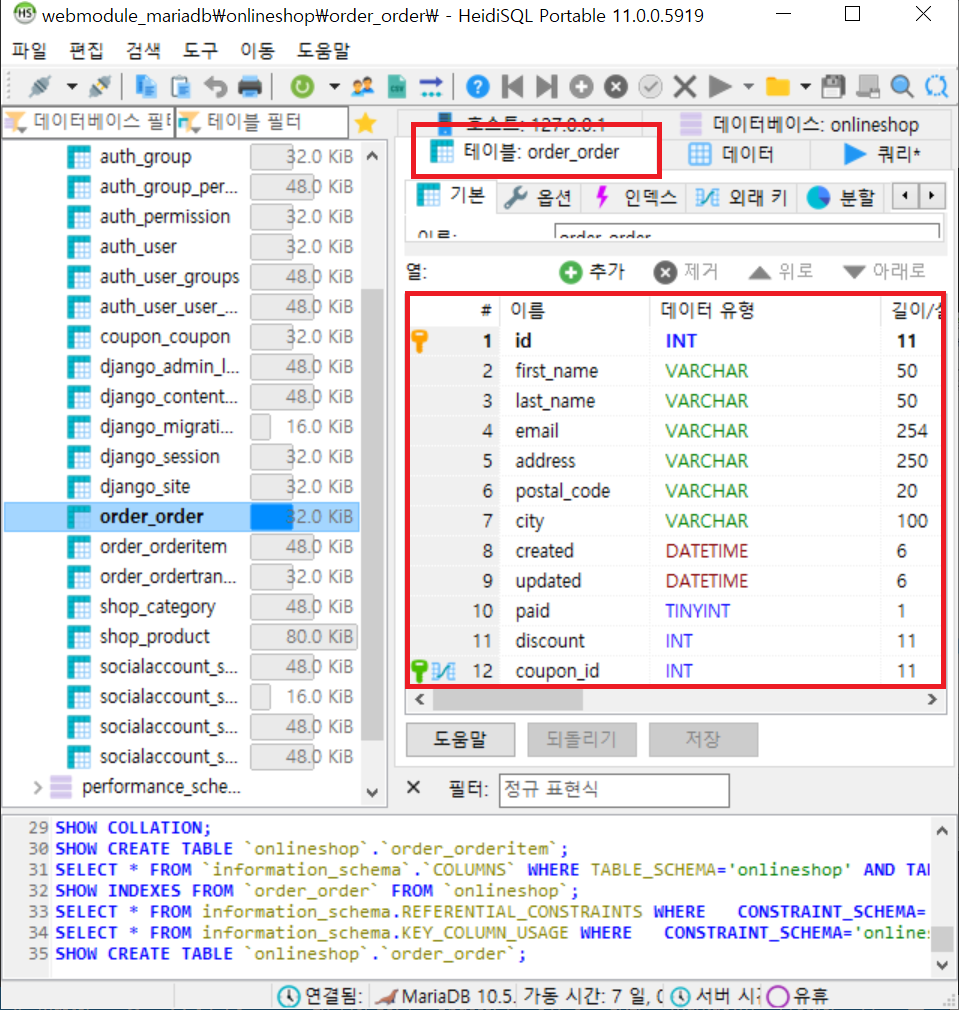 webmodule_mariadb\onlineshop\order_order\ - HeidiSQL Portable 11.0.0.5919
파일 편집 검색 도구 이동 도움말
데이터베이스 필 테이블 필터
호스트: 127.0.0.1 데이터베이스: onlineshop
테이블: order_order 데이터 쿼리*
기본 옵션 인덱스 외래 키 분할
이름: order_order
열: 추가 제거 위로 아래로
# 이름 데이터 유형 길이/
1 id INT 11
2 first_name VARCHAR 50
3 last_name VARCHAR 50
4 email VARCHAR 254
5 address VARCHAR 250
6 postal_code VARCHAR 20
7 city VARCHAR 100
8 created DATETIME 6
9 updated DATETIME 6
10 paid TINYINT 1
11 discount INT 11
12 coupon_id INT 11
auth_group 32.0 KiB
auth_group_per... 48.0 KiB
auth_permission 32.0 KiB
auth_user 32.0 KiB
auth_user_groups 48.0 KiB
auth_user_user_... 48.0 KiB
coupon_coupon 32.0 KiB
django_admin_l... 48.0 KiB
django_content... 48.0 KiB
django_migrati... 16.0 KiB
django_session 32.0 KiB
django_site 32.0 KiB
order_order 32.0 KiB
order_orderitem 48.0 KiB
order_ordertran... 32.0 KiB
shop_category 48.0 KiB
shop_product 80.0 KiB
socialaccount_s... 48.0 KiB
socialaccount_s... 16.0 KiB
socialaccount_s... 48.0 KiB
socialaccount_s... 48.0 KiB
performance_sche...
도움말 되돌리기 저장
필터: 정규 표현식
29 SHOW COLLATION;
30 SHOW CREATE TABLE `onlineshop`.`order_orderitem`;
31 SELECT * FROM `information_schema`.`COLUMNS` WHERE TABLE_SCHEMA='onlineshop' AND TA
32 SHOW INDEXES FROM `order_order` FROM `onlineshop`;
33 SELECT * FROM information_schema.REFERENTIAL_CONSTRAINTS WHERE CONSTRAINT_SCHEMA=
34 SELECT * FROM information_schema.KEY_COLUMN_USAGE WHERE CONSTRAINT_SCHEMA='online
35 SHOW CREATE TABLE `onlineshop`.`order_order`;
연결됨: MariaDB 10.5. 가동 시간: 7 일, 서버 시 유휴